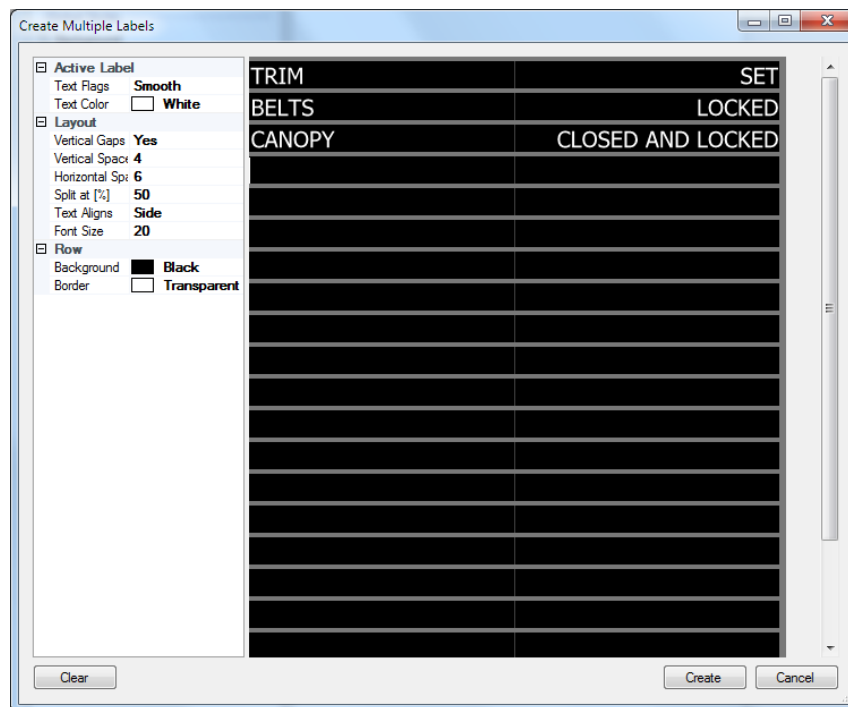 Create Multiple Labels
Active Label
Text Flags Smooth
Text Color White
Layout
Vertical Gaps Yes
Vertical Space 4
Horizontal Spa 6
Split at [%] 50
Text Aligns Side
Font Size 20
Row
Background Black
Border Transparent
TRIM SET
BELTS LOCKED
CANOPY CLOSED AND LOCKED
Clear Create Cancel